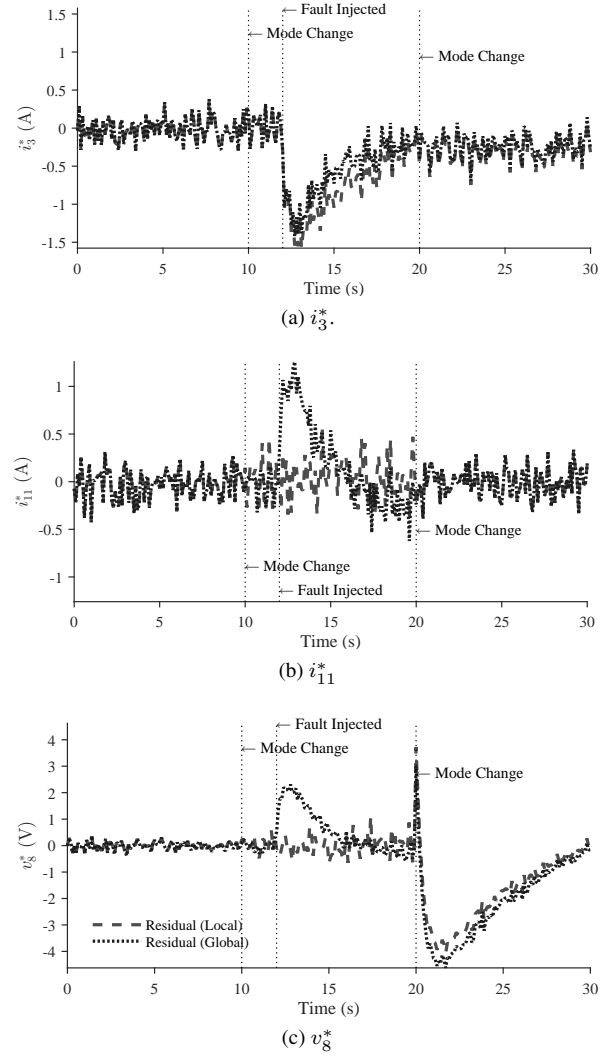 1.5
1
0.5
0
-0.5
-1
-1.5
← Fault Injected
← Mode Change
← Mode Change
i*3 (A)
0 5 10 15 20 25 30
Time (s)
(a) i*3.
1
0.5
0
-0.5
-1
← Mode Change
← Mode Change
← Fault Injected
i*11 (A)
0 5 10 15 20 25 30
Time (s)
(b) i*11
4
3
2
1
0
-1
-2
-3
-4
← Fault Injected
← Mode Change
← Mode Change
v*8 (V)
Residual (Local)
Residual (Global)
0 5 10 15 20 25 30
Time (s)
(c) v*8